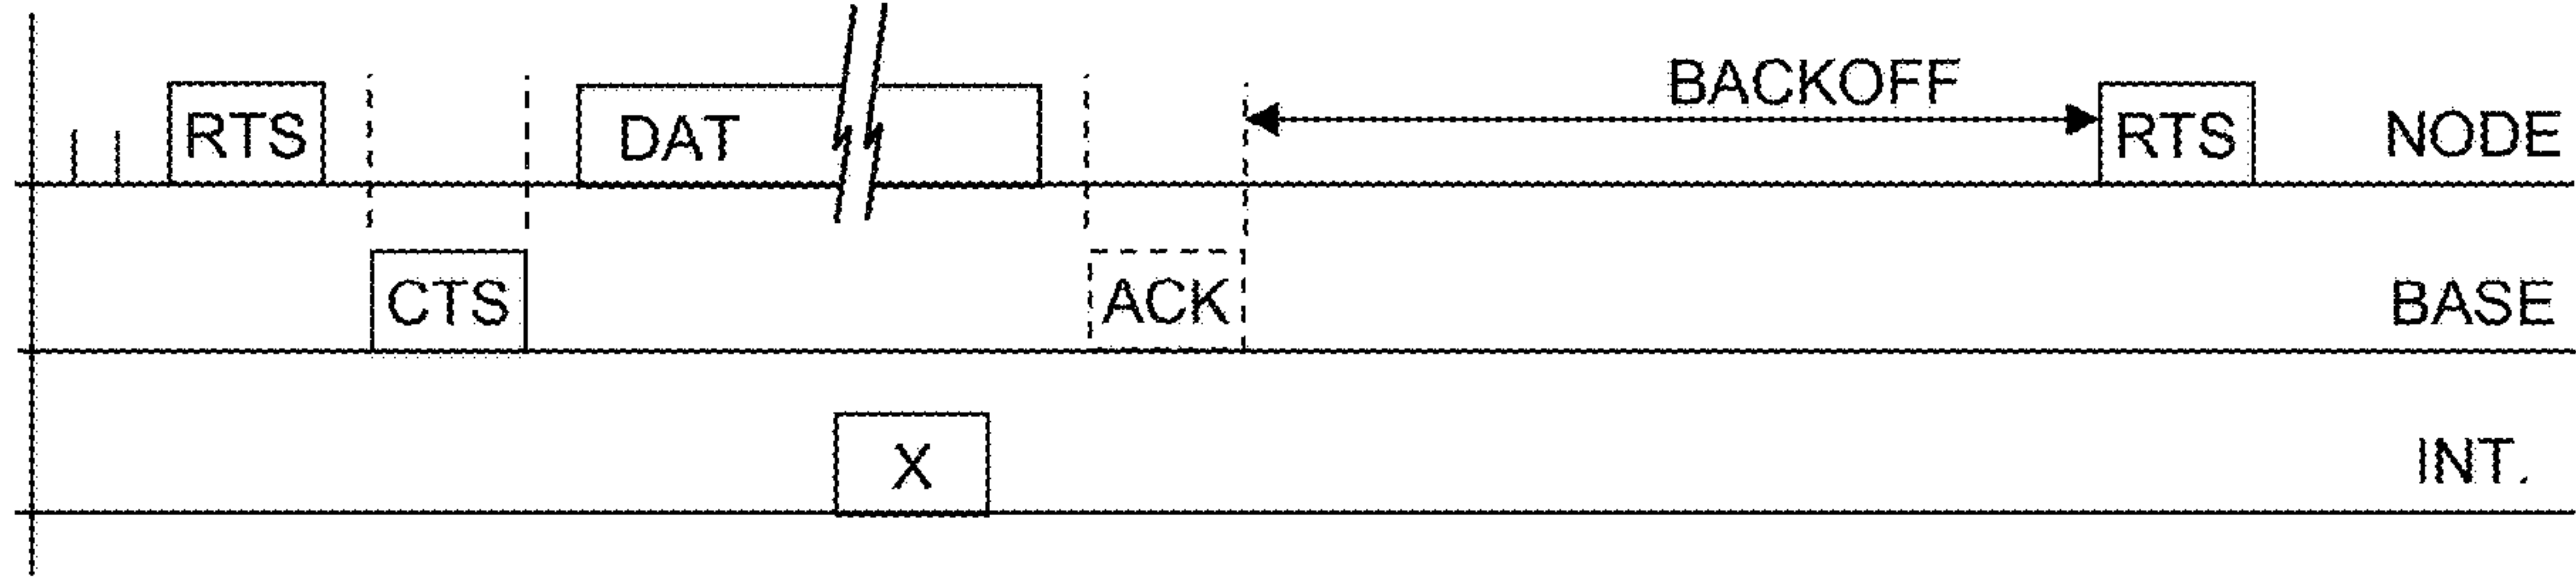 BACKOFF
RTS DAT RTS NODE
CTS ACK BASE
X INT.